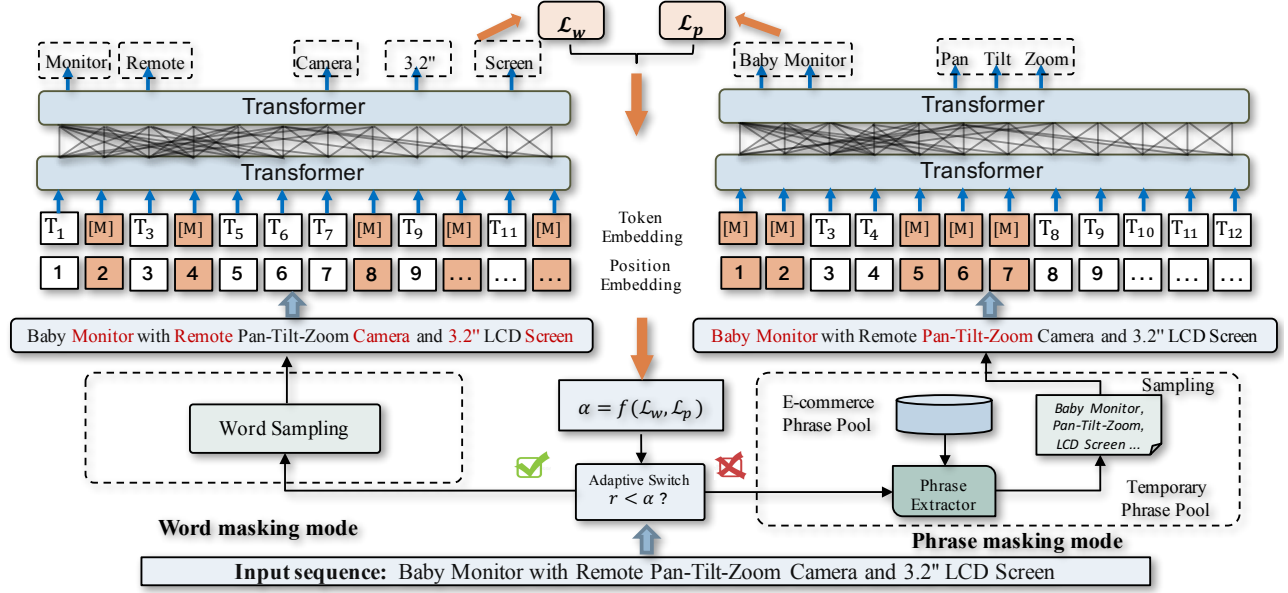 ℒw ℒp
Monitor Remote Camera 3.2" Screen
Baby Monitor Pan Tilt Zoom
Transformer
Transformer
Transformer
Transformer
T1 [M] T3 [M] T5 T6 T7 [M] T9 [M] T11 [M]
Token
Embedding
[M] [M] T3 T4 [M] [M] [M] T8 T9 T10 T11 T12
1 2 3 4 5 6 7 8 9 ... ... ...
Position
Embedding
1 2 3 4 5 6 7 8 9 ... ... ...
Baby Monitor with Remote Pan-Tilt-Zoom Camera and 3.2" LCD Screen
Baby Monitor with Remote Pan-Tilt-Zoom Camera and 3.2" LCD Screen
Word Sampling
α = f(ℒw, ℒp)
Adaptive Switch
r < α ?
E-commerce
Phrase Pool
Sampling
Baby Monitor,
Pan-Tilt-Zoom,
LCD Screen ...
Phrase
Extractor
Temporary
Phrase Pool
Word masking mode
Phrase masking mode
Input sequence: Baby Monitor with Remote Pan-Tilt-Zoom Camera and 3.2" LCD Screen